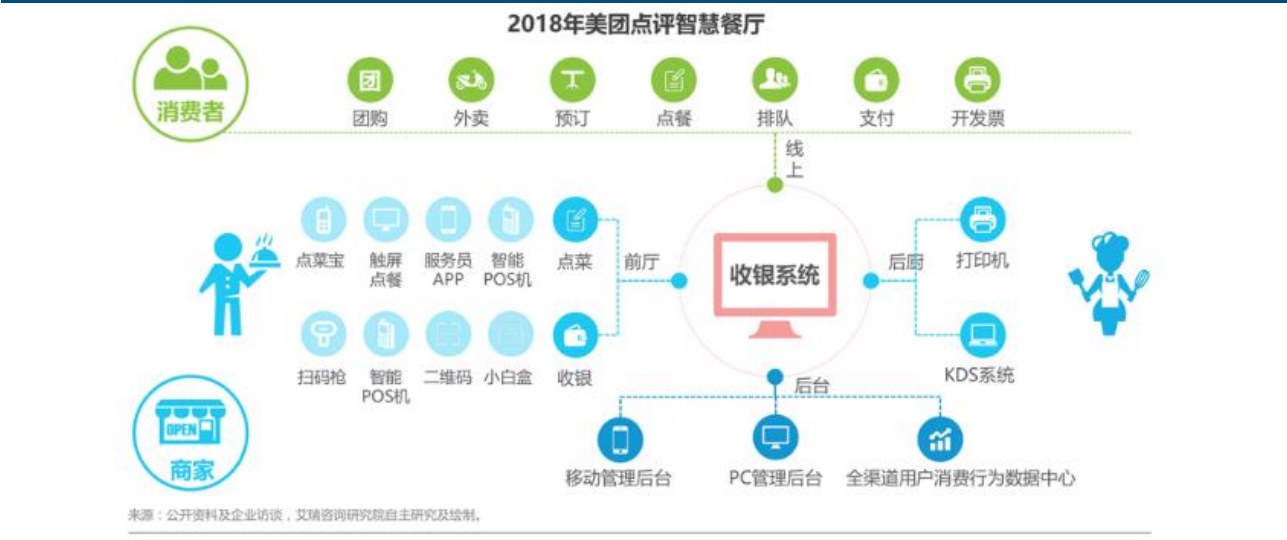 2018年美团点评智慧餐厅
消费者
团
团购
外卖
预订
点餐
排队
支付
开发票
线
上
点菜宝
触屏
点餐
服务员
APP
智能
POS机
点菜
前厅
收银系统
后厨
打印机
扫码枪
智能
POS机
二维码
小白盒
收银
KDS系统
后台
OPEN
商家
移动管理后台
PC管理后台
全渠道用户消费行为数据中心
来源：公开资料及企业访谈，艾瑞咨询研究院自主研究及绘制。